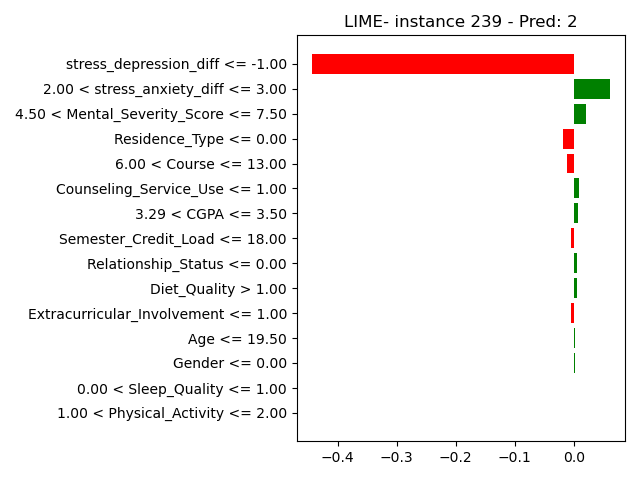 LIME- instance 239 - Pred: 2
stress_depression_diff <= -1.00
2.00 < stress_anxiety_diff <= 3.00
4.50 < Mental_Severity_Score <= 7.50
Residence_Type <= 0.00
6.00 < Course <= 13.00
Counseling_Service_Use <= 1.00
3.29 < CGPA <= 3.50
Semester_Credit_Load <= 18.00
Relationship_Status <= 0.00
Diet_Quality > 1.00
Extracurricular_Involvement <= 1.00
Age <= 19.50
Gender <= 0.00
0.00 < Sleep_Quality <= 1.00
1.00 < Physical_Activity <= 2.00
−0.4 −0.3 −0.2 −0.1 0.0